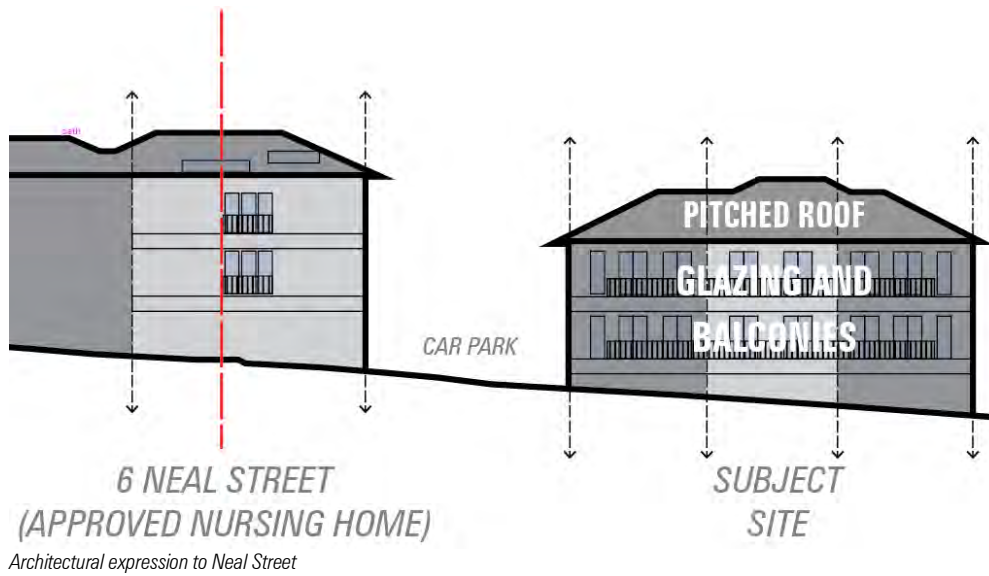 PITCHED ROOF
GLAZING AND
BALCONIES
CAR PARK
6 NEAL STREET
(APPROVED NURSING HOME)
SUBJECT
SITE
Architectural expression to Neal Street